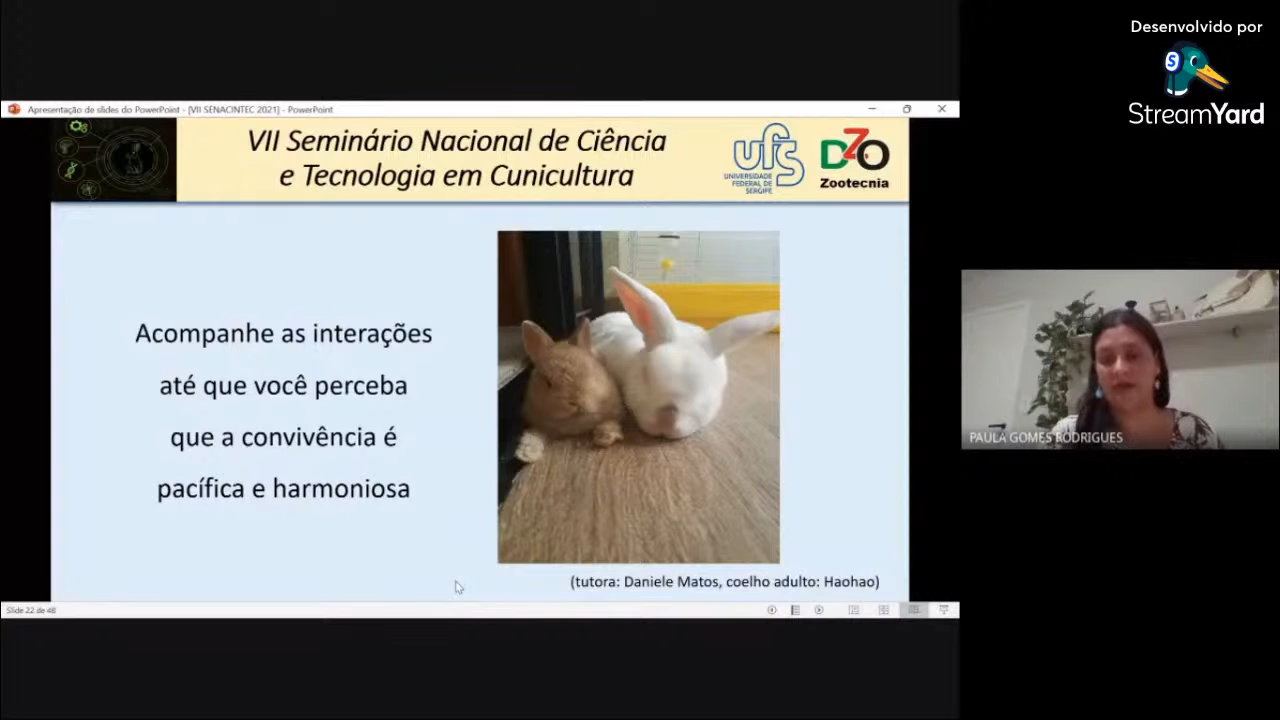 Desenvolvido por
StreamYard
Apresentação de slides do PowerPoint - [VII SENACINTEC 2021] - PowerPoint
VII Seminário Nacional de Ciência
e Tecnologia em Cunicultura
ufs
UNIVERSIDADE
FEDERAL DE
SERGIPE
DZO
Zootecnia
Acompanhe as interações
até que você perceba
que a convivência é
pacífica e harmoniosa
(tutora: Daniele Matos, coelho adulto: Haohao)
PAULA GOMES RODRIGUES
Slide 22 de 48